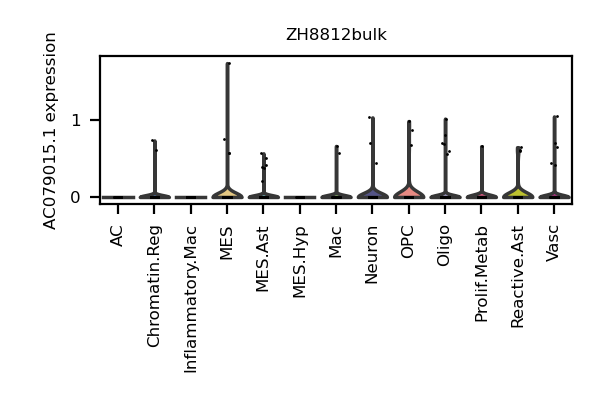 ZH8812bulk
AC079015.1 expression
1
0
AC
Chromatin.Reg
Inflammatory.Mac
MES
MES.Ast
MES.Hyp
Mac
Neuron
OPC
Oligo
Prolif.Metab
Reactive.Ast
Vasc